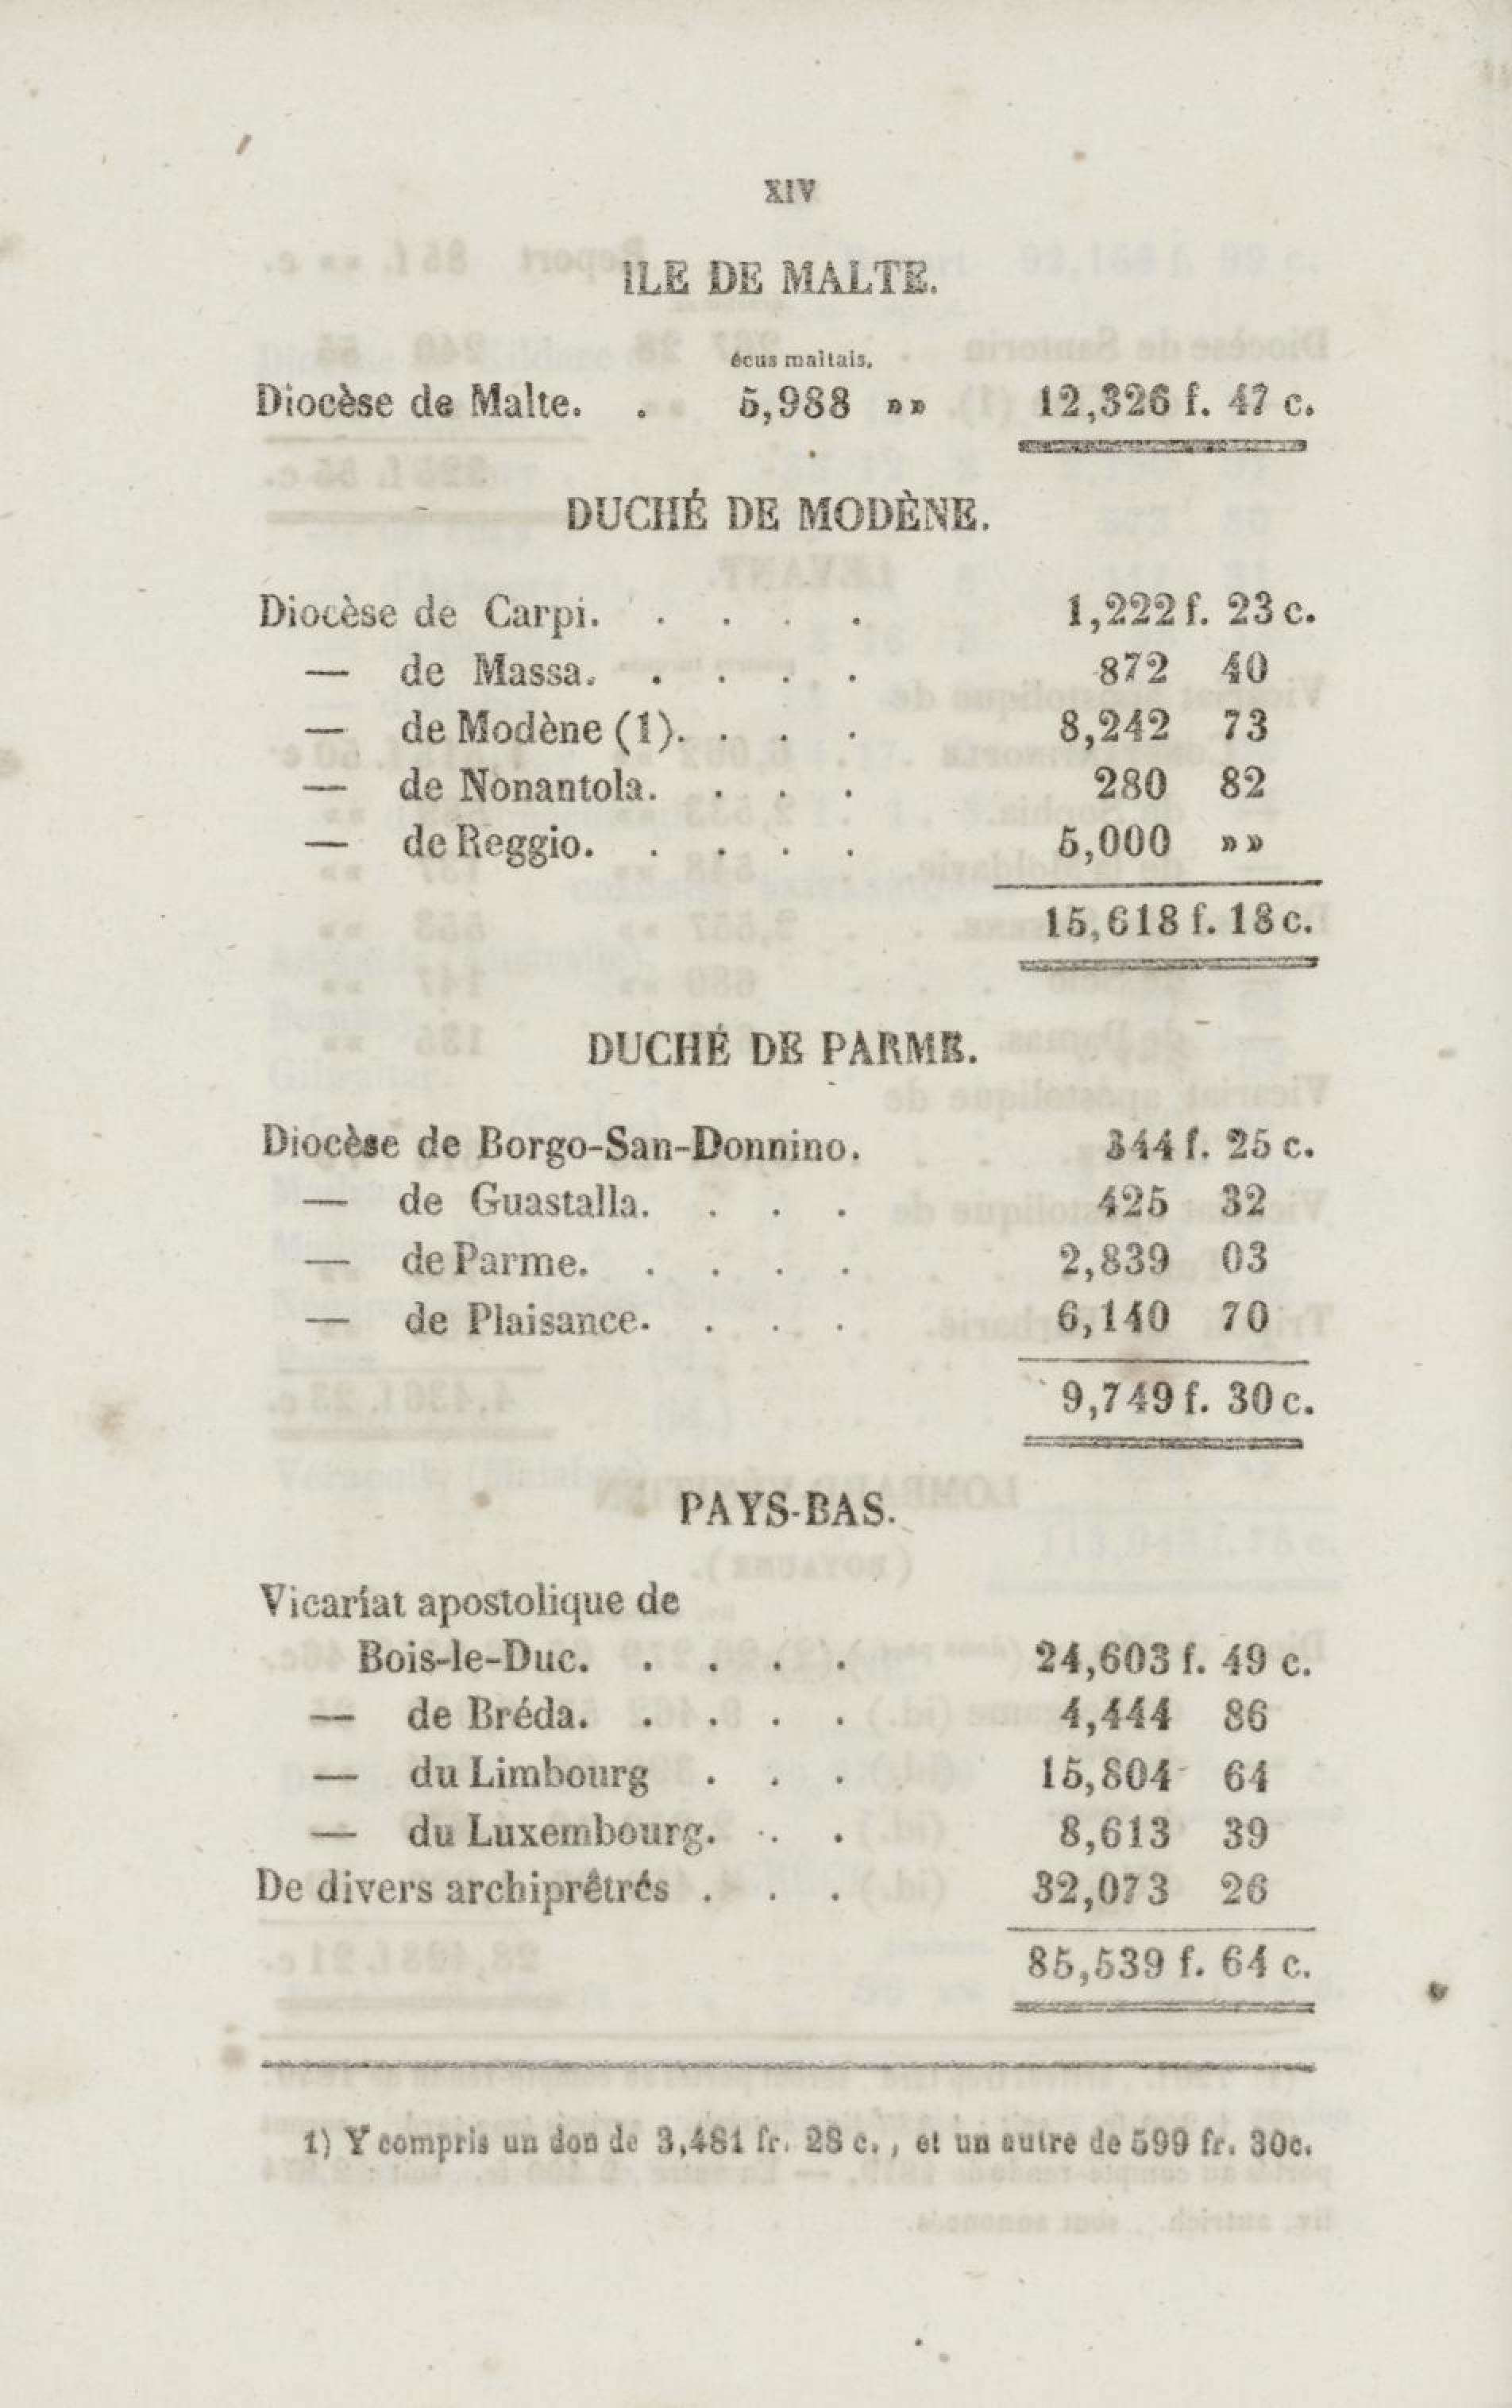 XIV
ILE DE MALTE.
écus maltais.
Diocèse de Malte. . 5,988 »» 12,326 f. 47 c.
DUCHÉ DE MODÈNE.
Diocèse de Carpi. . . . . 1,222 f. 23 c.
— de Massa. . . . . 872 40
— de Modène (1). . . . 8,242 73
— de Nonantola. . . . 280 82
— de Reggio. . . . . 5,000 »»
15,618 f. 18 c.
DUCHÉ DE PARME.
Diocèse de Borgo-San-Donnino. 344 f. 25 c.
— de Guastalla. . . . 425 32
— de Parme. . . . . 2,839 03
— de Plaisance. . . . 6,140 70
9,749 f. 30 c.
PAYS-BAS.
Vicariat apostolique de
Bois-le-Duc. . . . . 24,603 f. 49 c.
— de Bréda. . . . . 4,444 86
— du Limbourg . . . 15,804 64
— du Luxembourg. . . 8,613 39
De divers archiprêtrés . . . 32,073 26
85,539 f. 64 c.
1) Y compris un don de 3,481 fr. 28 c., et un autre de 599 fr. 30c.